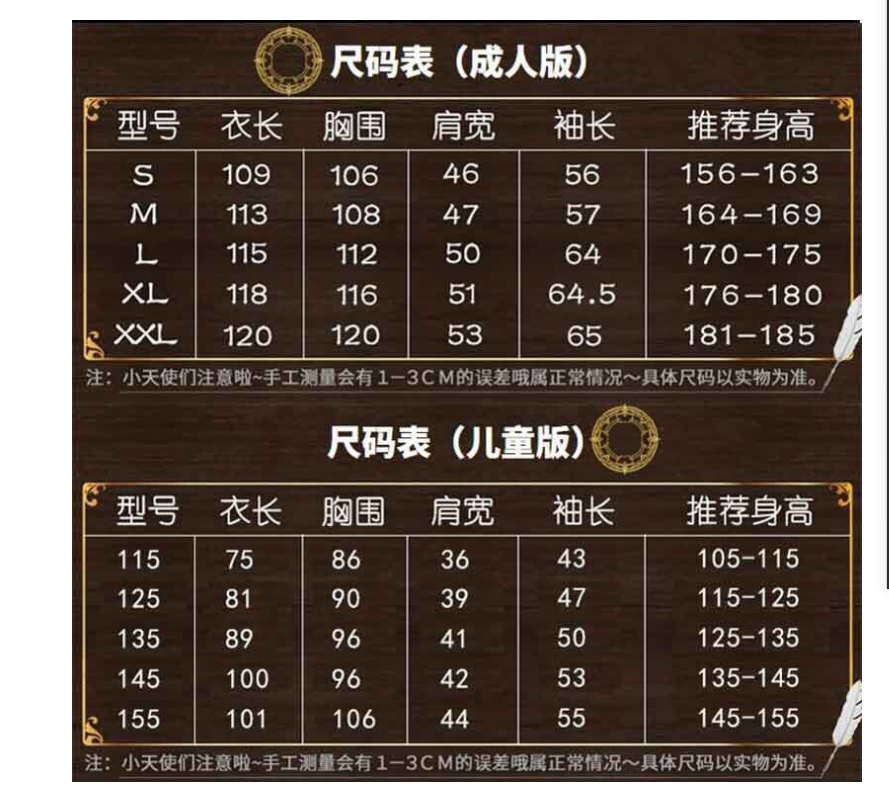 尺码表（成人版）
型号 衣长 胸围 肩宽 袖长 推荐身高
S 109 106 46 56 156-163
M 113 108 47 57 164-169
L 115 112 50 64 170-175
XL 118 116 51 64.5 176-180
XXL 120 120 53 65 181-185
注：小天使们注意啦~手工测量会有1-3CM的误差哦属正常情况~具体尺码以实物为准。
尺码表（儿童版）
型号 衣长 胸围 肩宽 袖长 推荐身高
115 75 86 36 43 105-115
125 81 90 39 47 115-125
135 89 96 41 50 125-135
145 100 96 42 53 135-145
155 101 106 44 55 145-155
注：小天使们注意啦~手工测量会有1-3CM的误差哦属正常情况~具体尺码以实物为准。